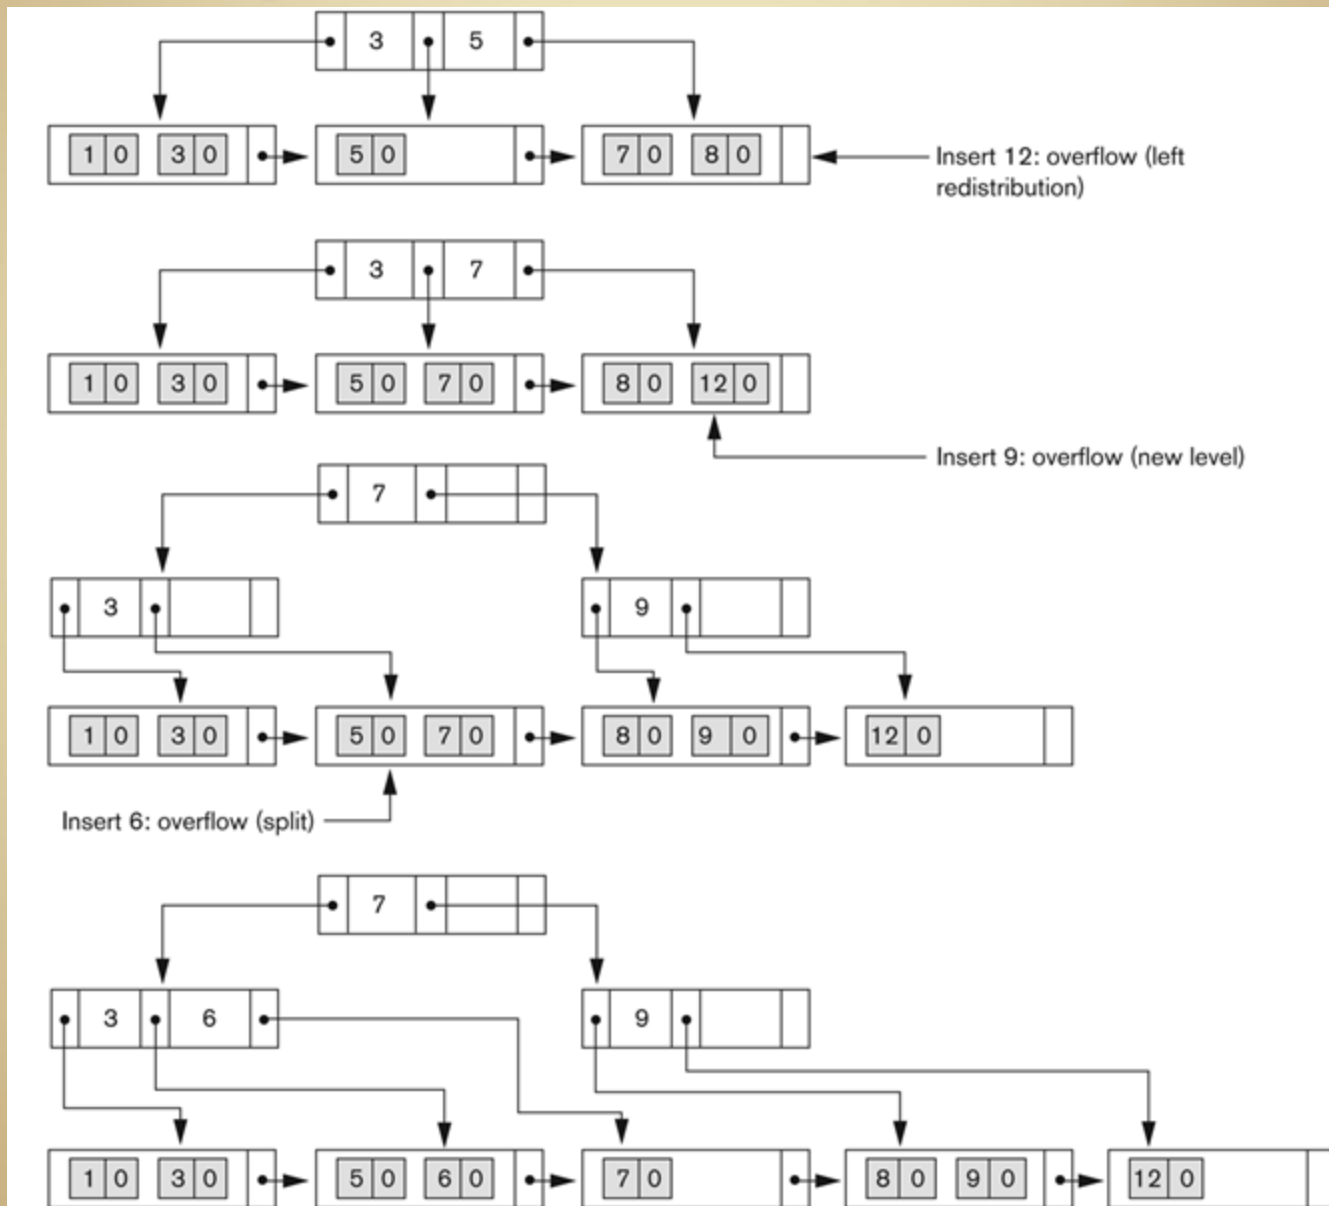 3 5
1 0 3 0 5 0 7 0 8 0
Insert 12: overflow (left
redistribution)
3 7
1 0 3 0 5 0 7 0 8 0 12 0
Insert 9: overflow (new level)
7
3 9
1 0 3 0 5 0 7 0 8 0 9 0 12 0
Insert 6: overflow (split)
7
3 6 9
1 0 3 0 5 0 6 0 7 0 8 0 9 0 12 0